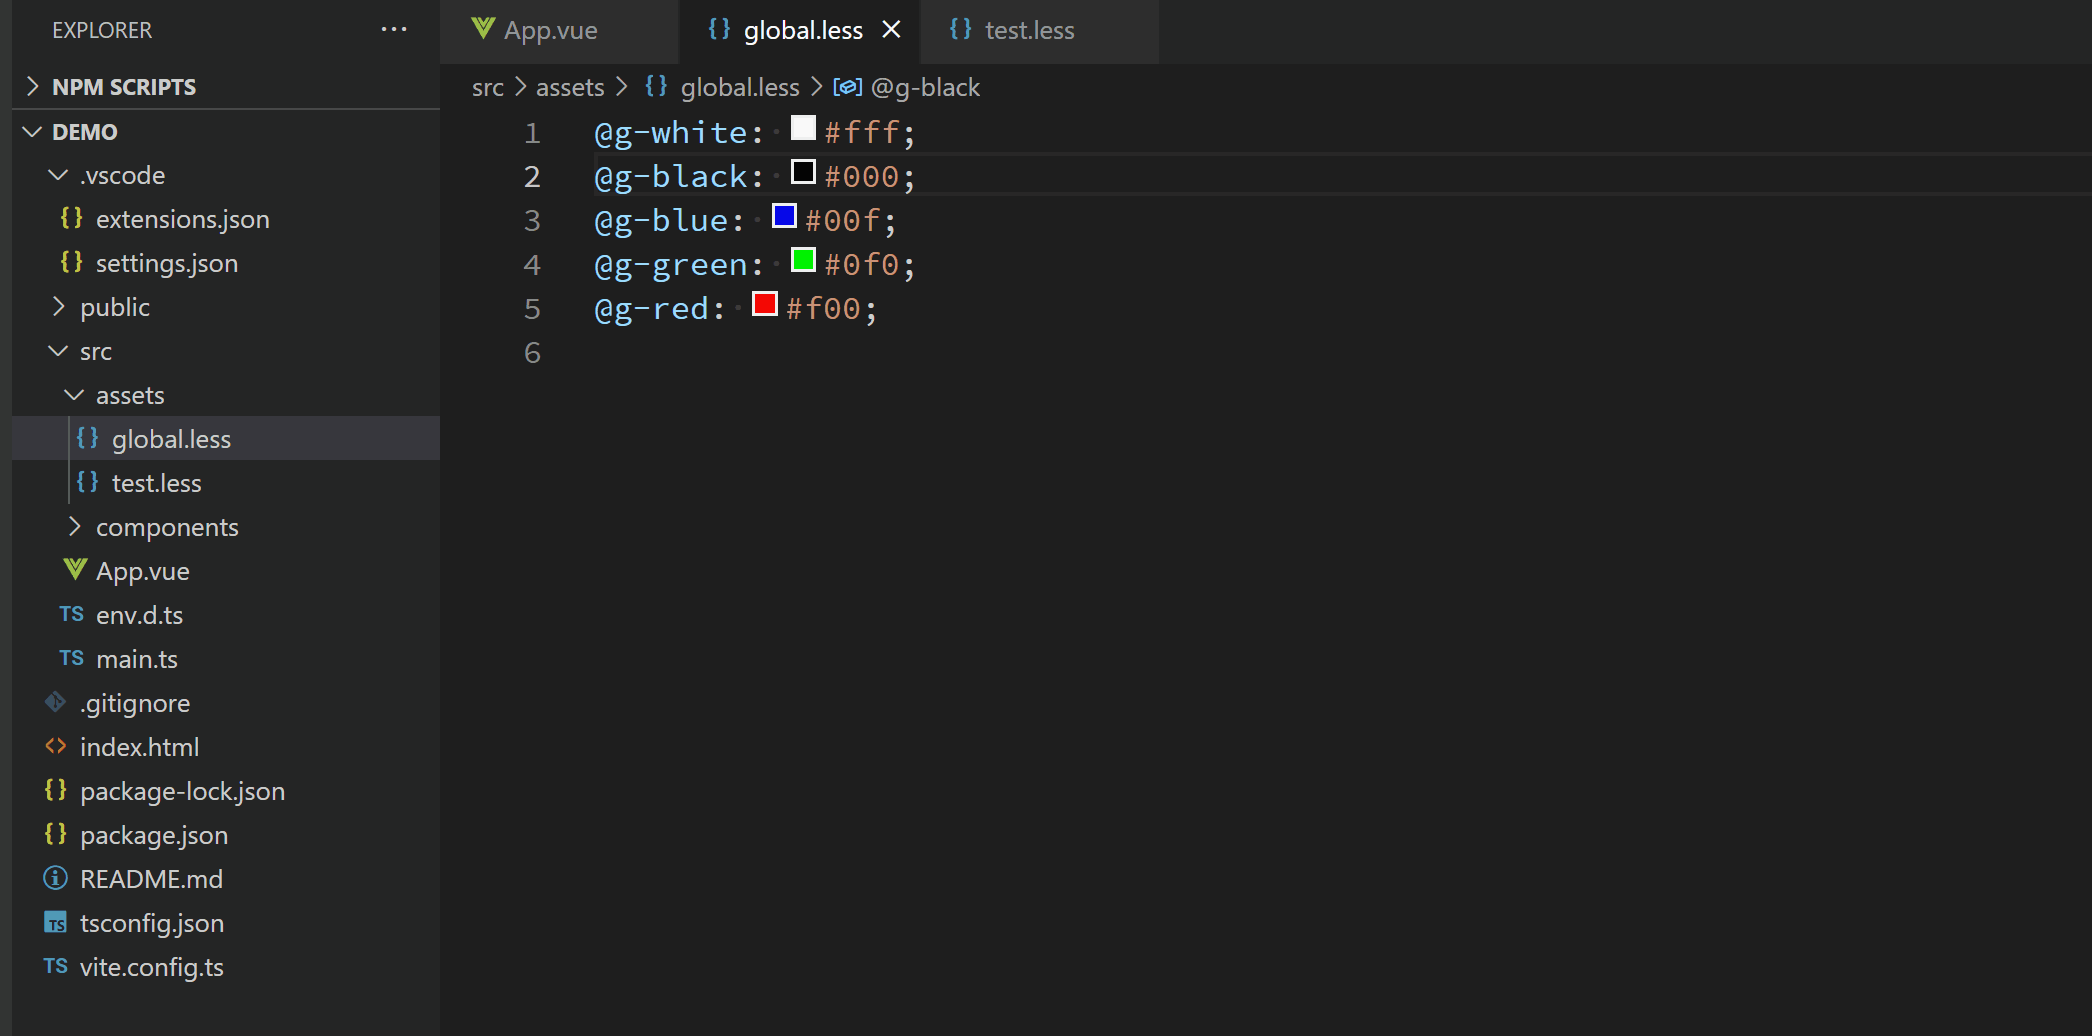 EXPLORER
NPM SCRIPTS
DEMO
.vscode
extensions.json
settings.json
public
src
assets
global.less
test.less
components
App.vue
env.d.ts
main.ts
.gitignore
index.html
package-lock.json
package.json
README.md
tsconfig.json
vite.config.ts
App.vue
global.less
test.less
src > assets > global.less > @g-black
1 @g-white: #fff;
2 @g-black: #000;
3 @g-blue: #00f;
4 @g-green: #0f0;
5 @g-red: #f00;
6